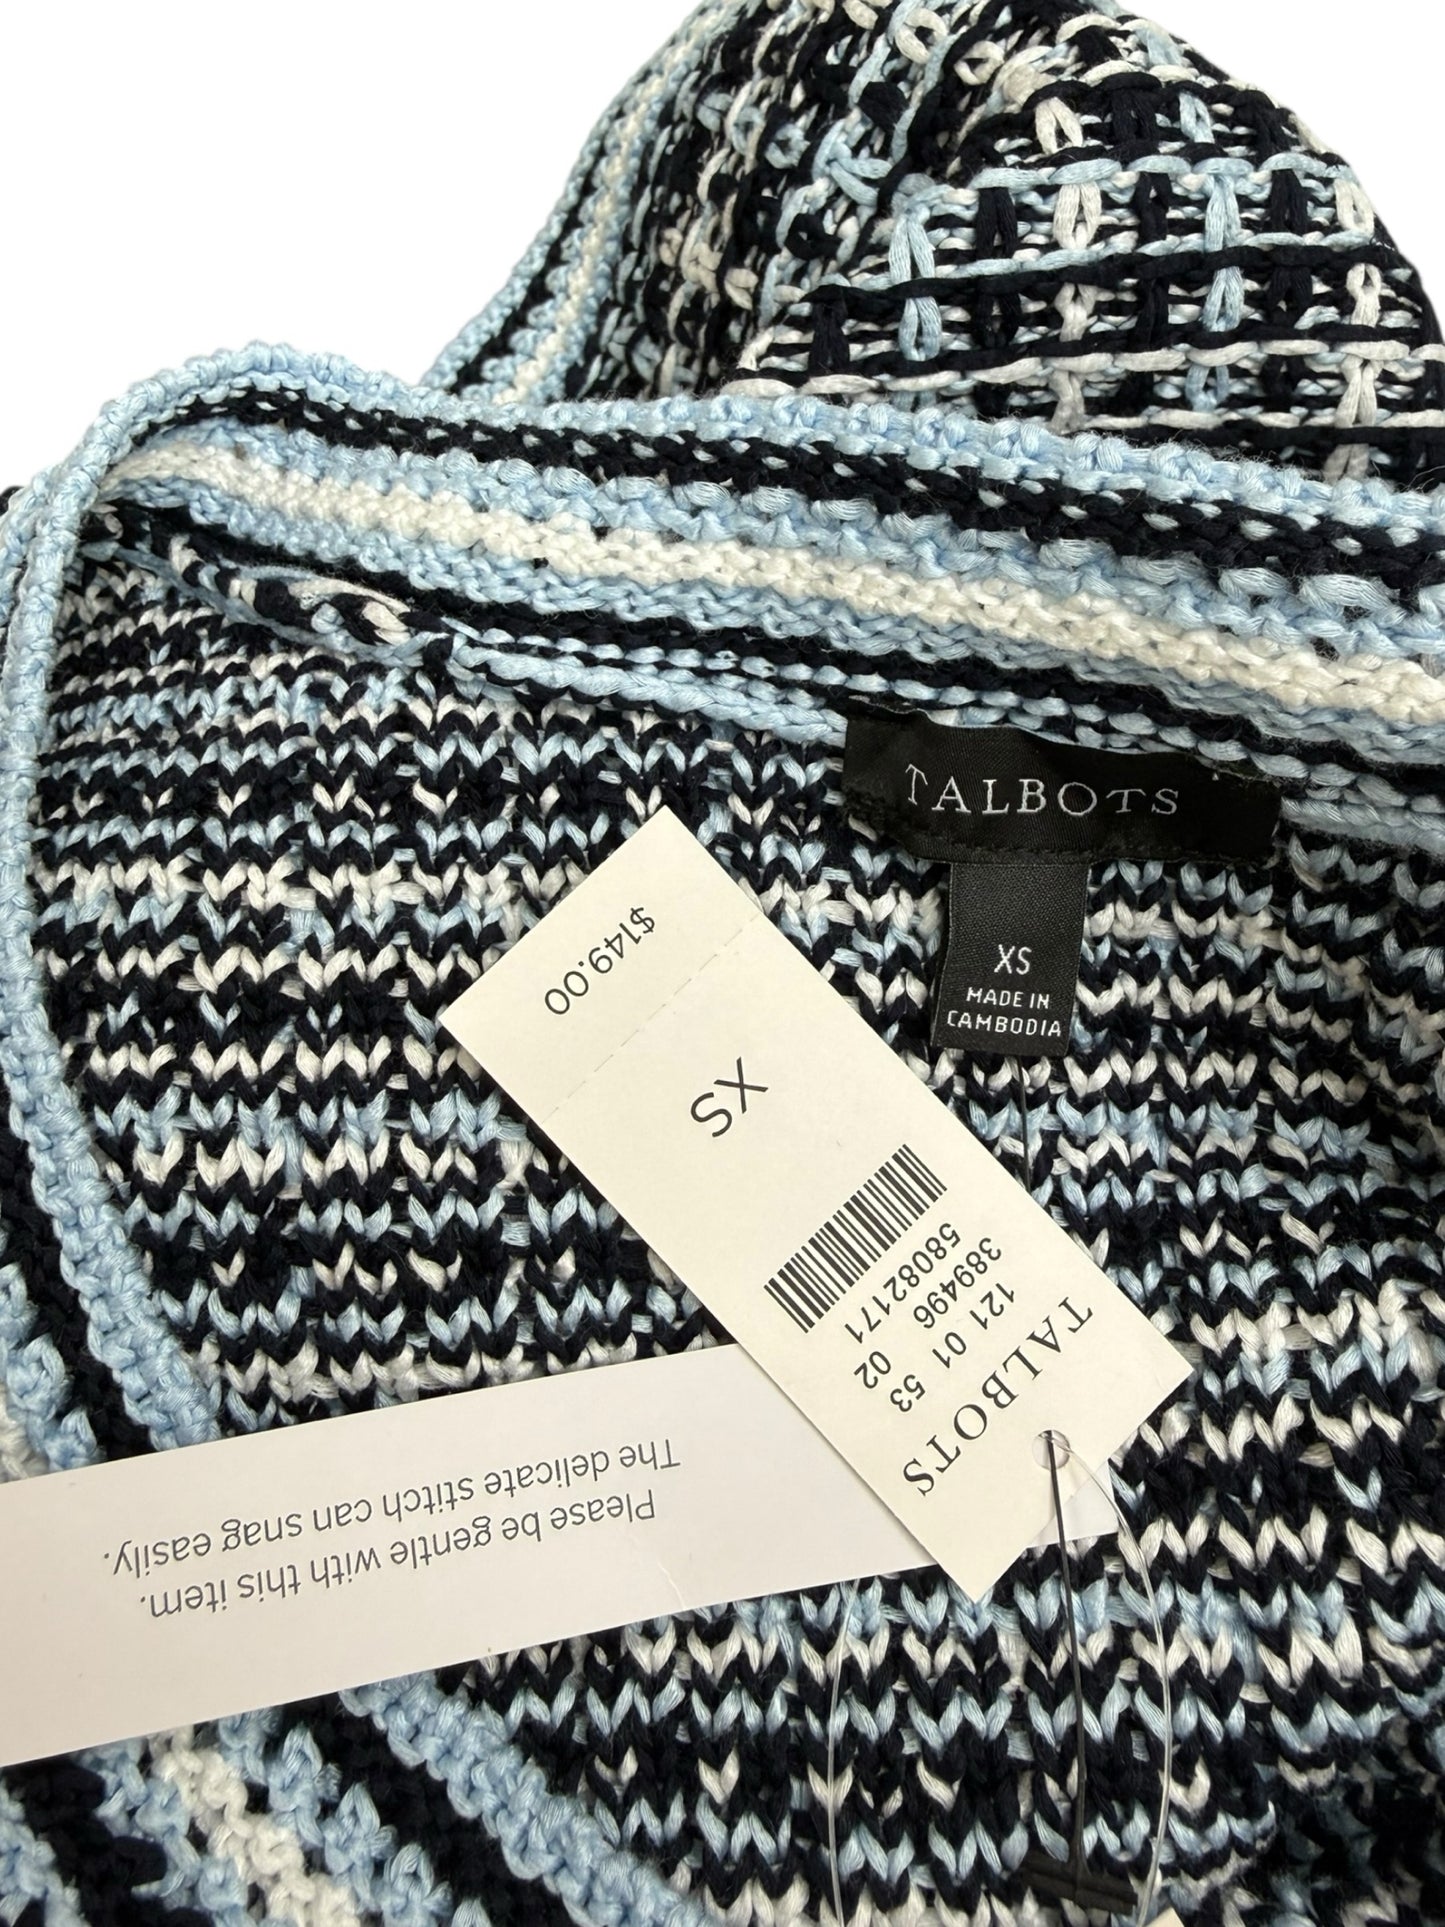 TALBOTS
XS
MADE IN
CAMBODIA
TALBOTS
121 01 53
389496 02
58082171
XS
$149.00
Please be gentle with this item.
The delicate stitch can snag easily.